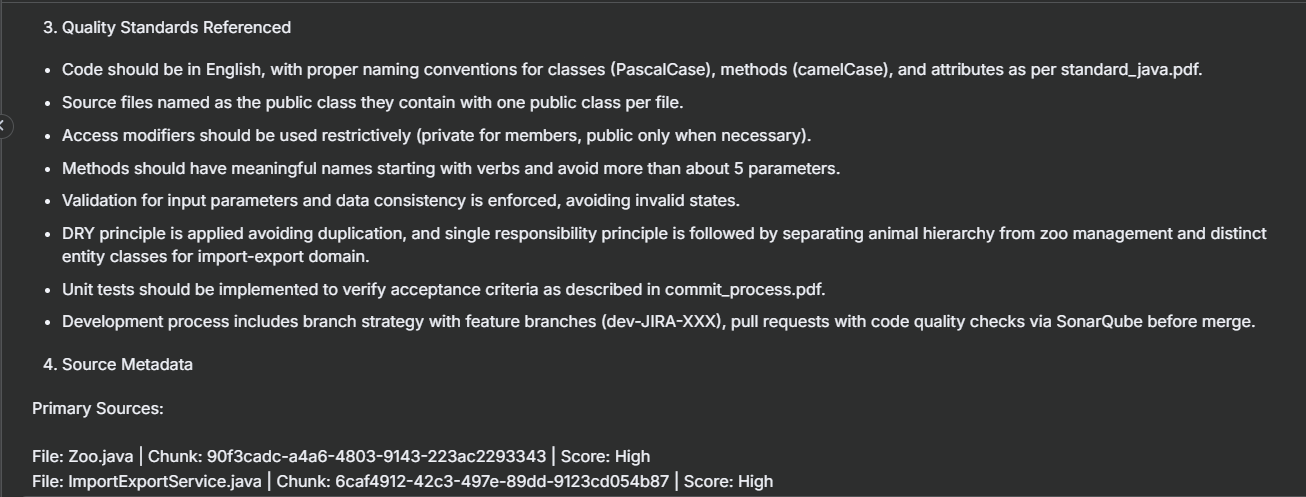 3. Quality Standards Referenced
• Code should be in English, with proper naming conventions for classes (PascalCase), methods (camelCase), and attributes as per standard_java.pdf.
• Source files named as the public class they contain with one public class per file.
• Access modifiers should be used restrictively (private for members, public only when necessary).
• Methods should have meaningful names starting with verbs and avoid more than about 5 parameters.
• Validation for input parameters and data consistency is enforced, avoiding invalid states.
• DRY principle is applied avoiding duplication, and single responsibility principle is followed by separating animal hierarchy from zoo management and distinct
entity classes for import-export domain.
• Unit tests should be implemented to verify acceptance criteria as described in commit_process.pdf.
• Development process includes branch strategy with feature branches (dev-JIRA-XXX), pull requests with code quality checks via SonarQube before merge.
4. Source Metadata
Primary Sources:
File: Zoo.java | Chunk: 90f3cadc-a4a6-4803-9143-223ac2293343 | Score: High
File: ImportExportService.java | Chunk: 6caf4912-42c3-497e-89dd-9123cd054b87 | Score: High